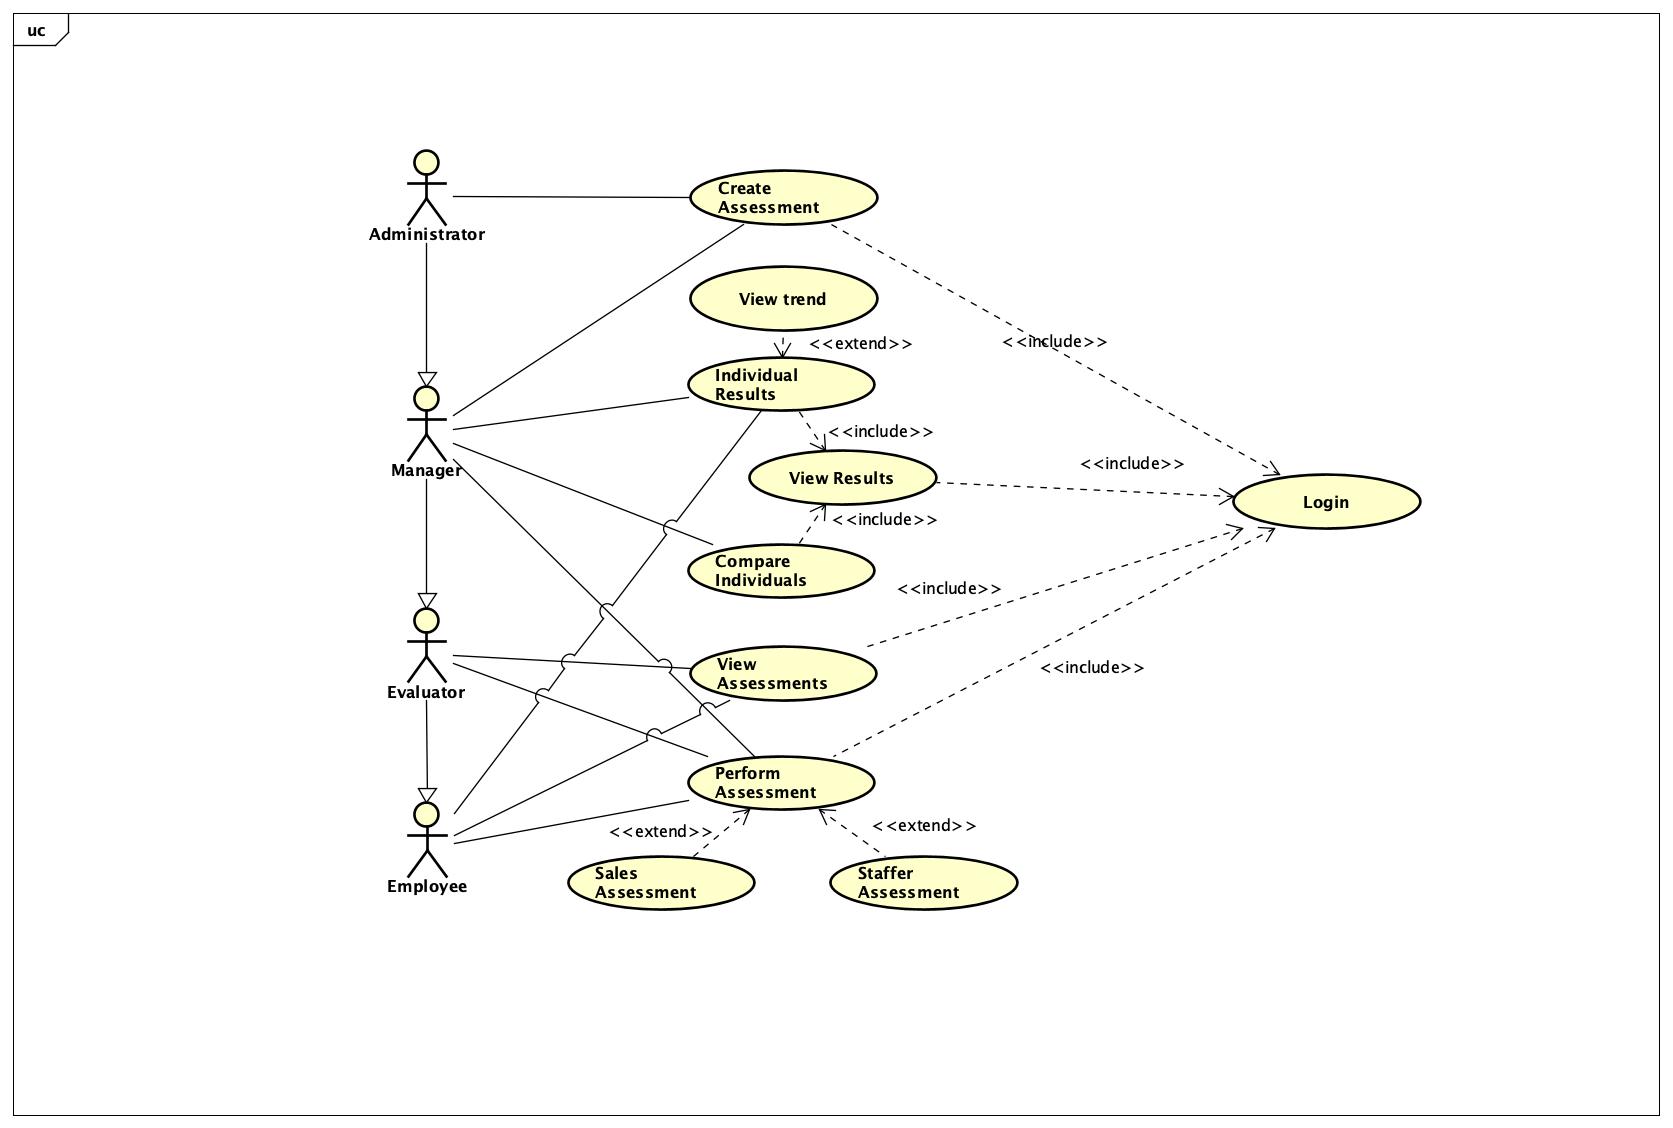 uc
Administrator
Create
Assessment
View trend
<<extend>>
<<include>>
Individual
Results
Manager
<<include>>
View Results
<<include>>
Login
<<include>>
Compare
Individuals
<<include>>
Evaluator
View
Assessments
<<include>>
Perform
Assessment
Employee
<<extend>>
<<extend>>
Sales
Assessment
Staffer
Assessment